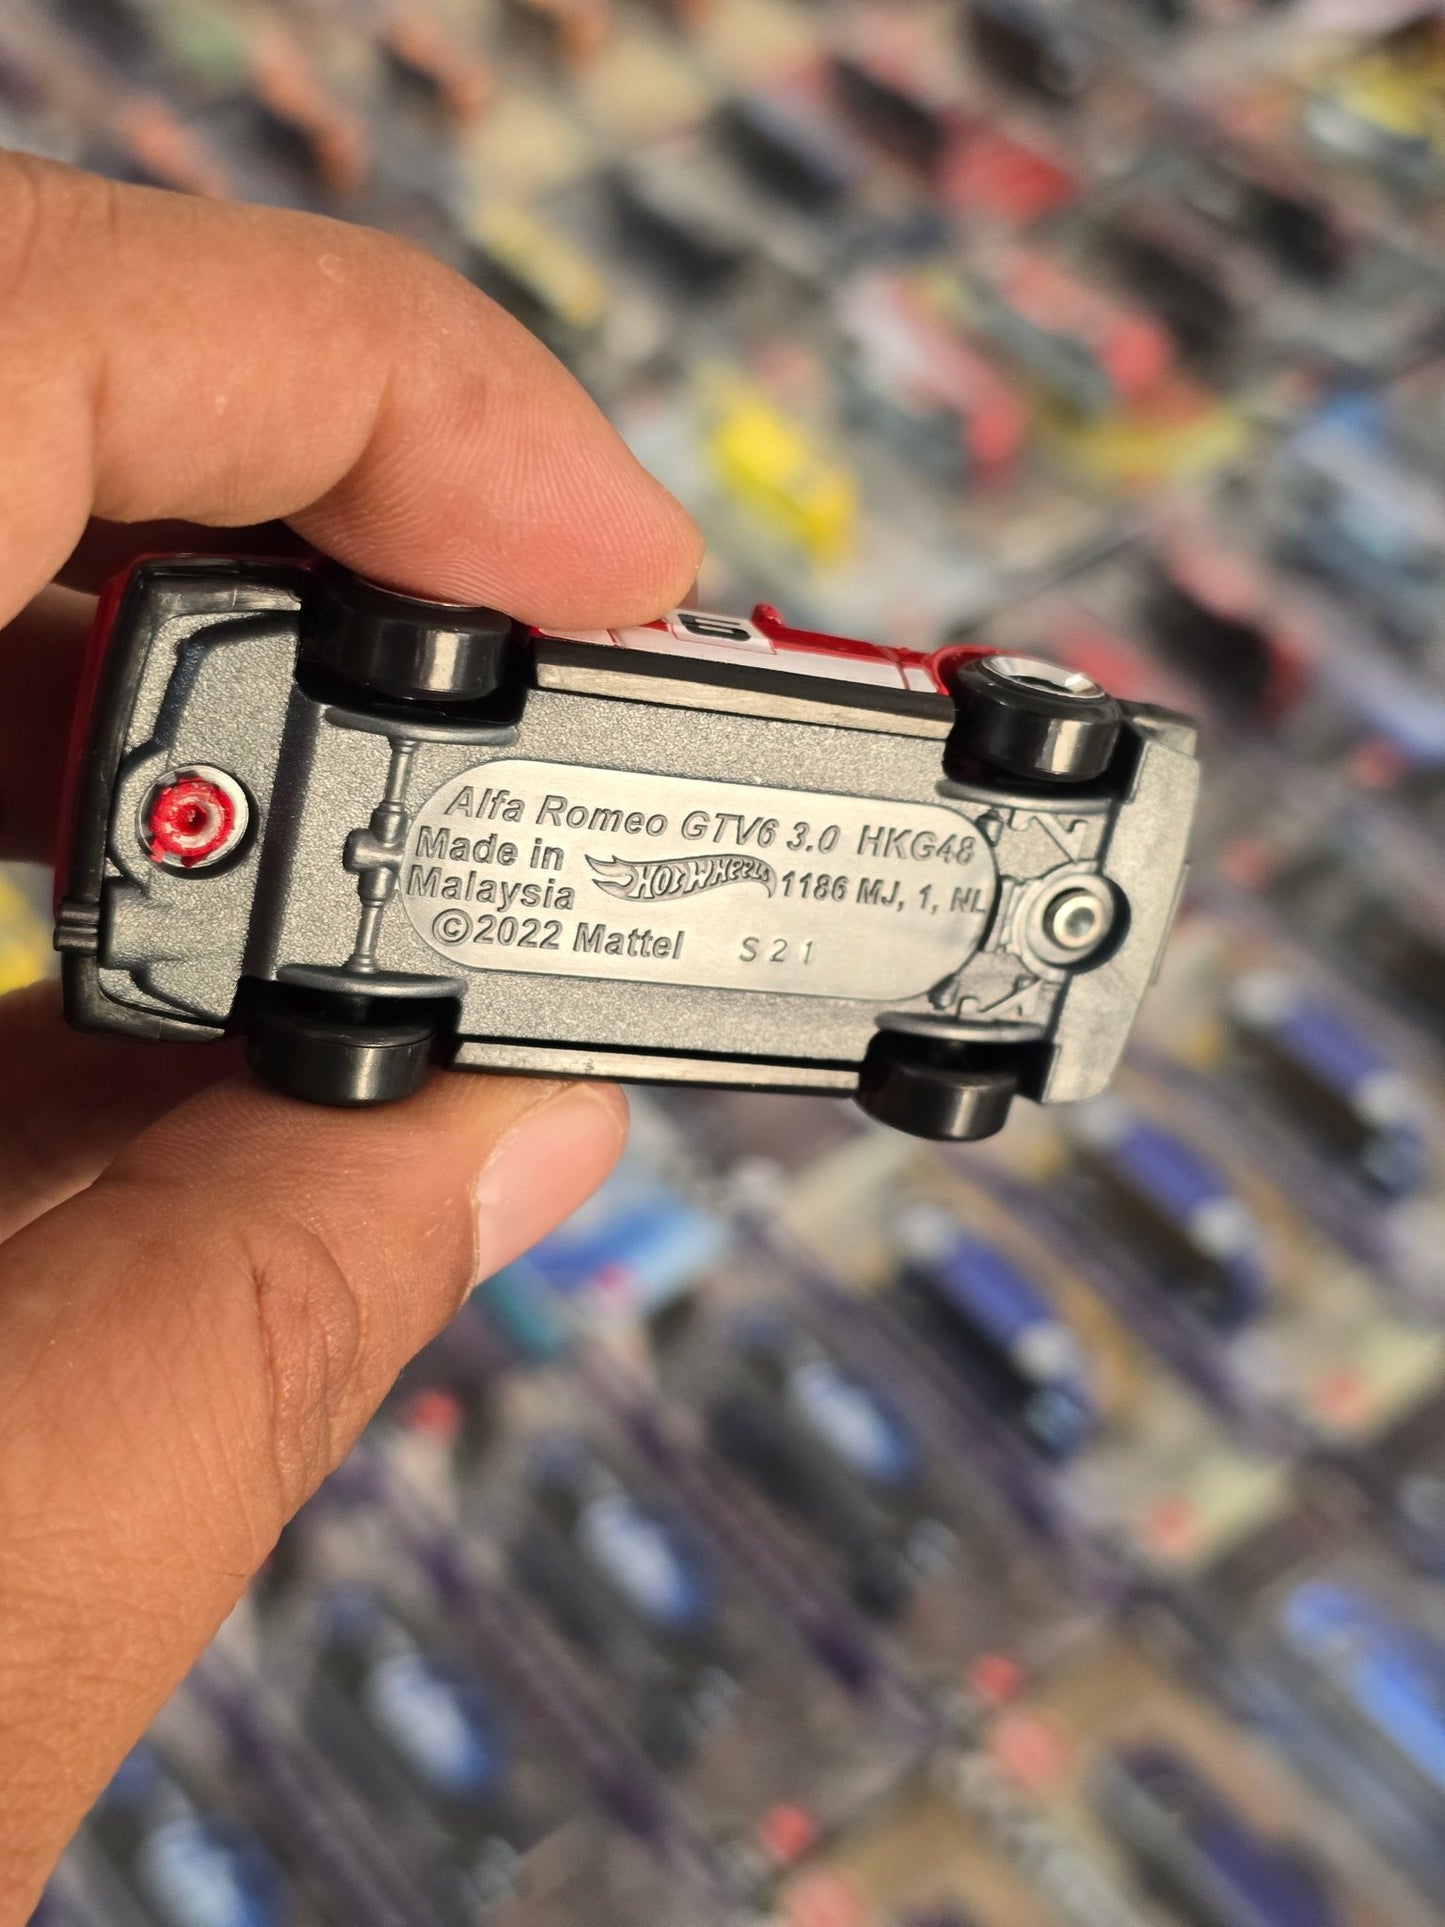 Alfa Romeo GTV6 3.0 HKG48
Made in
Malaysia
HOT WHEELS
1186 MJ, 1, NL
©2022 Mattel
S21